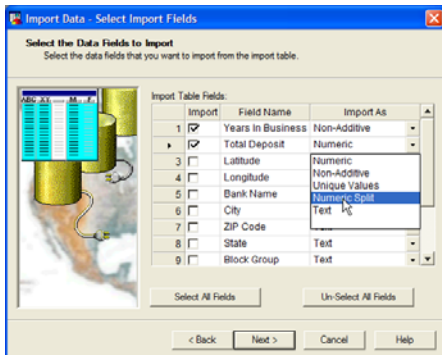 Import Data - Select Import Fields
Select the Data Fields to Import
Select the data fields that you want to import from the import table.
Import Table Fields:
Import Field Name Import As
1 Years In Business Non-Additive
Total Deposit Numeric
3 Latitude Numeric
4 Longitude Non-Additive
Unique Values
5 Bank Name Numeric Split
6 City Text
7 ZIP Code
8 State Text
9 Block Group Text
Select All Fields Un-Select All Fields
< Back Next > Cancel Help